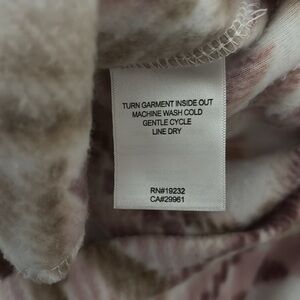 TURN GARMENT INSIDE OUT
MACHINE WASH COLD
GENTLE CYCLE
LINE DRY
RN#19232
CA#29961